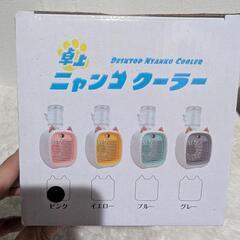 卓上
DESKTOP NYANKO COOLER
ニャンコクーラー
ピンク イエロー ブルー グレー